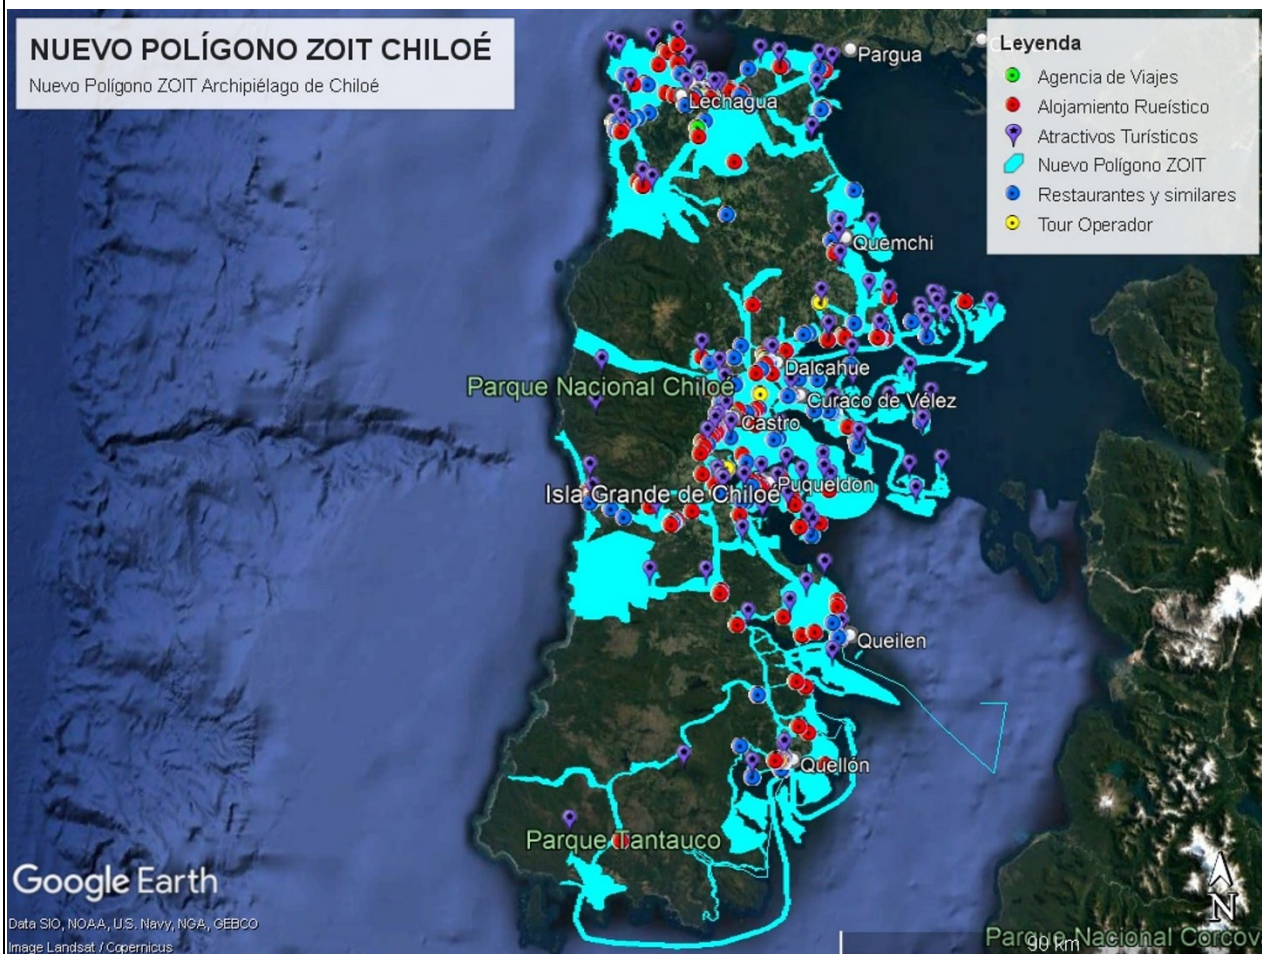 NUEVO POLÍGONO ZOIT CHILOÉ
Nuevo Polígono ZOIT Archipiélago de Chiloé
Leyenda
Agencia de Viajes
Alojamiento Rueístico
Atractivos Turísticos
Nuevo Polígono ZOIT
Restaurantes y similares
Tour Operador
Pargua
Lechagua
Quemchi
Dalcahue
Parque Nacional Chiloé
Curaco de Vélez
Castro
Puqueldon
Isla Grande de Chiloé
Queilen
Quellón
Parque Tantauco
Google Earth
N
Data SIO, NOAA, U.S. Navy, NGA, GEBCO
Image Landsat / Copernicus
Parque Nacional Corcov
90 km